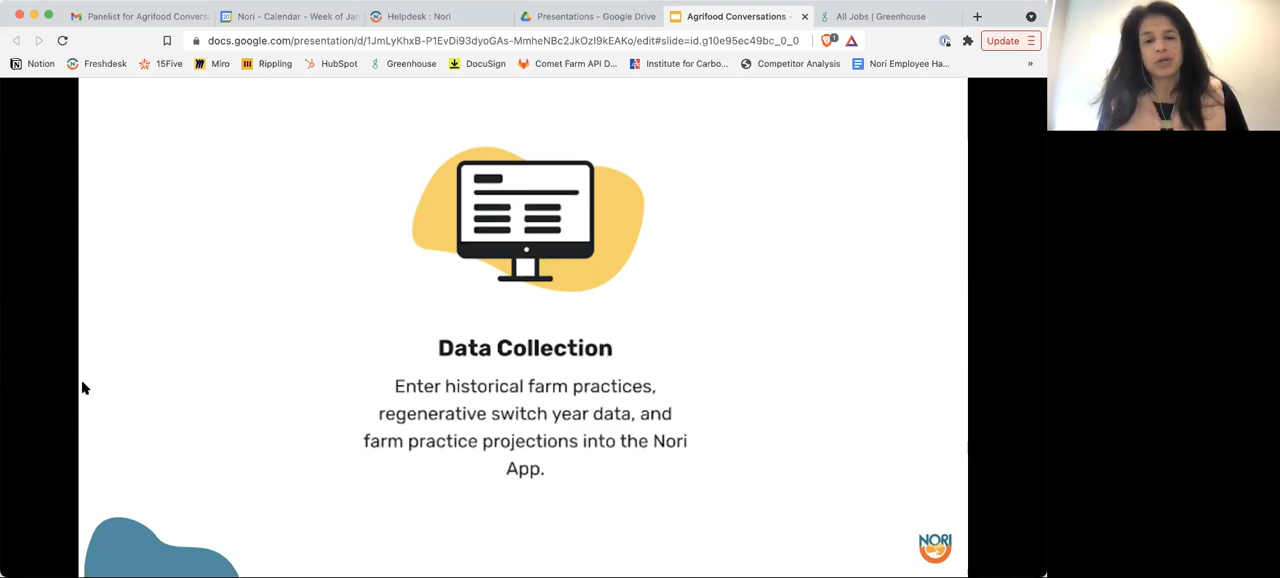 Panelist for Agrifood Convers
Nori - Calendar - Week of Jan
Helpdesk : Nori
Presentations - Google Drive
Agrifood Conversations -
All Jobs | Greenhouse
docs.google.com/presentation/d/1JmLyKhxB-P1EvDVJdyoGAs-MmheNBc2JkOzI9kEAKo/edit#slide=id.g10e95ec49bc_0_0
1
Update
Notion
Freshdesk
15Five
Miro
Rippling
HubSpot
Greenhouse
DocuSign
Comet Farm API D...
Institute for Carbo...
Competitor Analysis
Nori Employee Ha...
»
Data Collection
Enter historical farm practices,
regenerative switch year data, and
farm practice projections into the Nori
App.
NORI